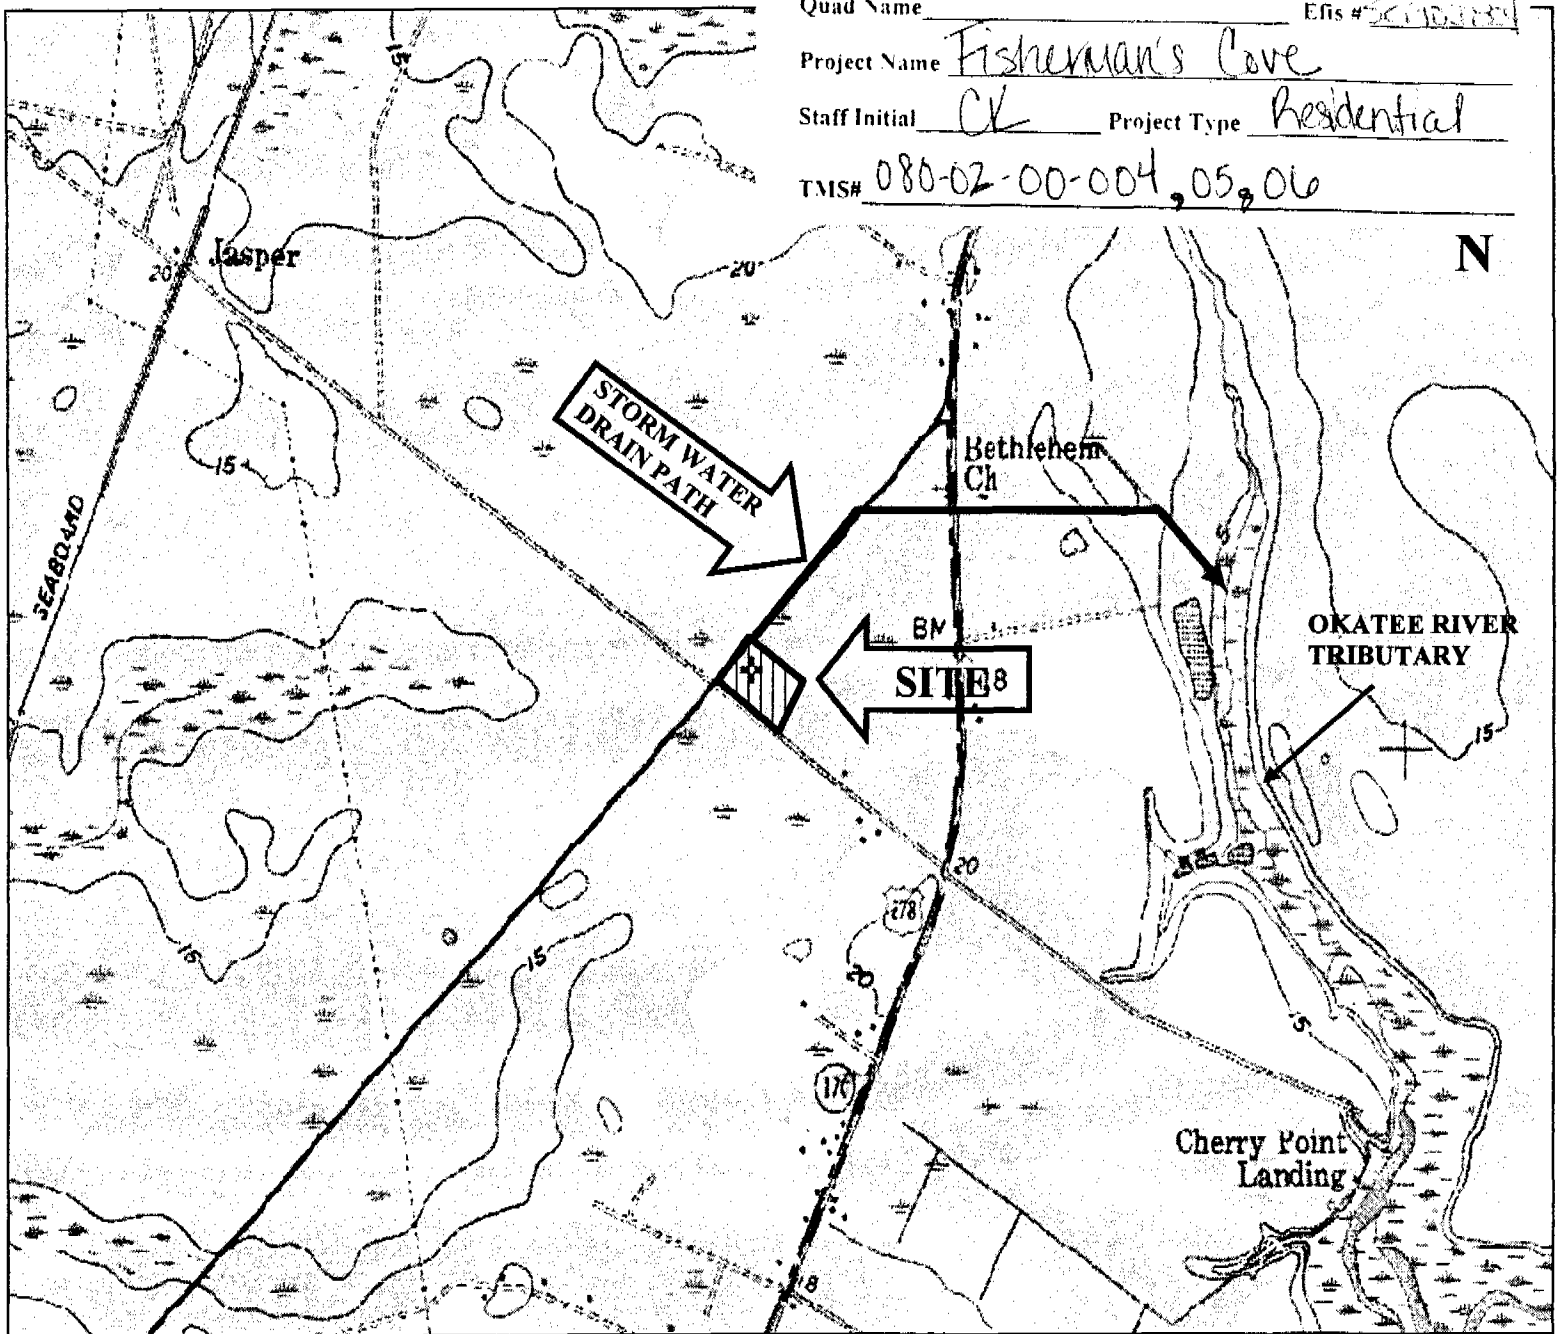 Quad Name
Efis #
Project Name Fisherman's Cove
Staff Initial CK Project Type Residential
TMS# 080-02-00-004, 05, 06
N
15
Jasper
20
20
STORM WATER
DRAIN PATH
Bethlehem
Ch
15
5
SEABOARD
BM
SITE 8
OKATEE RIVER
TRIBUTARY
15
20
278
15
15
20
5
170
Cherry Point
Landing
18